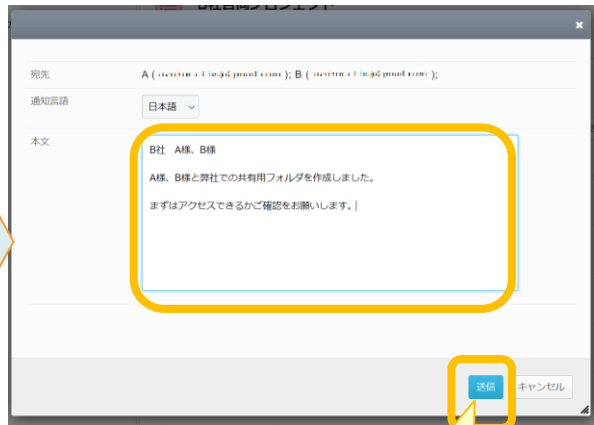 B社合同プロジェクト
×
宛先
A ( ); B ( );
通知言語
日本語
本文
B社 A様、B様
A様、B様と弊社での共有用フォルダを作成しました。
まずはアクセスできるかご確認をお願いします。
送信
キャンセル